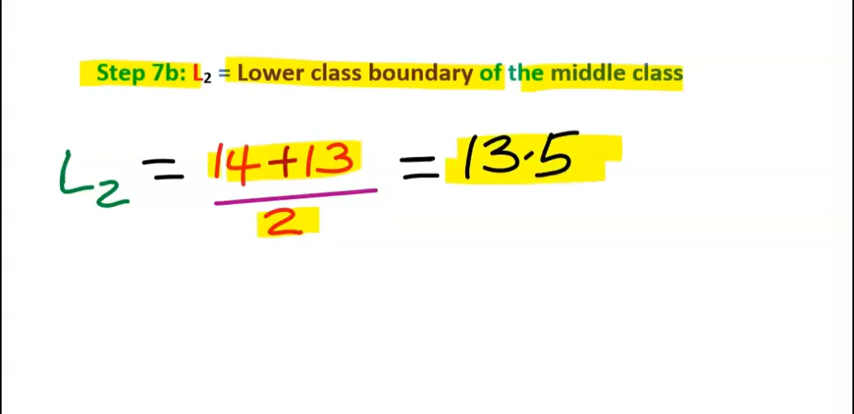 Step 7b: L₂ = Lower class boundary of the middle class
L₂ = 14+13 = 13.5
2